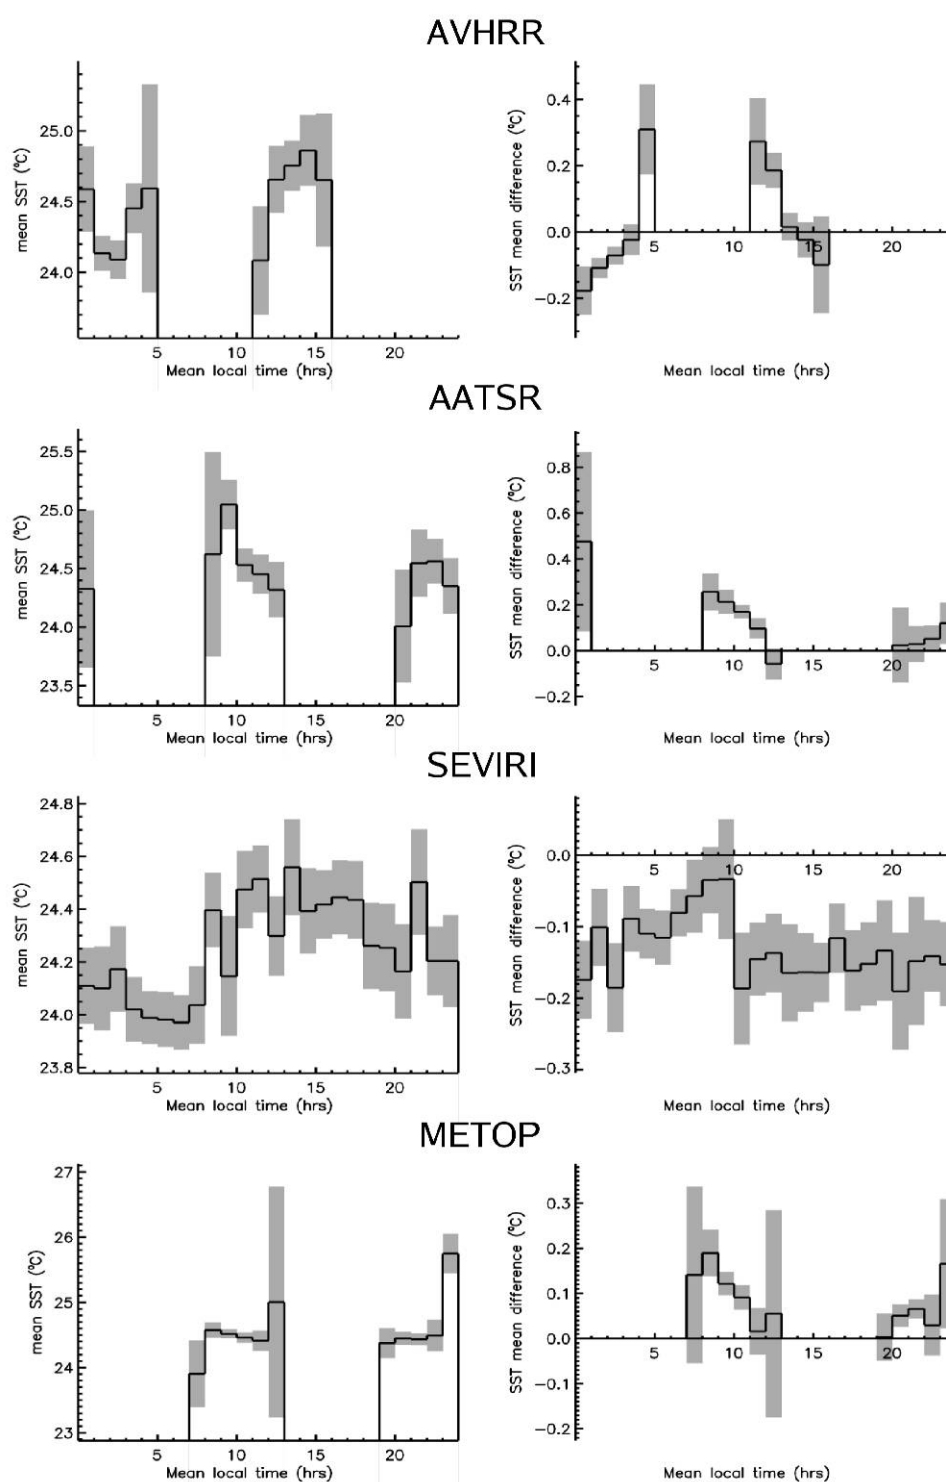 AVHRR
mean SST (°C)
25.0
24.5
24.0
5 10 15 20
Mean local time (hrs)
SST mean difference (°C)
0.4
0.2
0.0
−0.2
5 10 15 20
Mean local time (hrs)
AATSR
mean SST (°C)
25.5
25.0
24.5
24.0
23.5
5 10 15 20
Mean local time (hrs)
SST mean difference (°C)
0.8
0.6
0.4
0.2
0.0
−0.2
5 10 15 20
Mean local time (hrs)
SEVIRI
mean SST (°C)
24.8
24.6
24.4
24.2
24.0
23.8
5 10 15 20
Mean local time (hrs)
SST mean difference (°C)
0.0
−0.1
−0.2
−0.3
5 10 15 20
Mean local time (hrs)
METOP
mean SST (°C)
27
26
25
24
23
5 10 15 20
Mean local time (hrs)
SST mean difference (°C)
0.3
0.2
0.1
0.0
−0.1
−0.2
5 10 15 20
Mean local time (hrs)